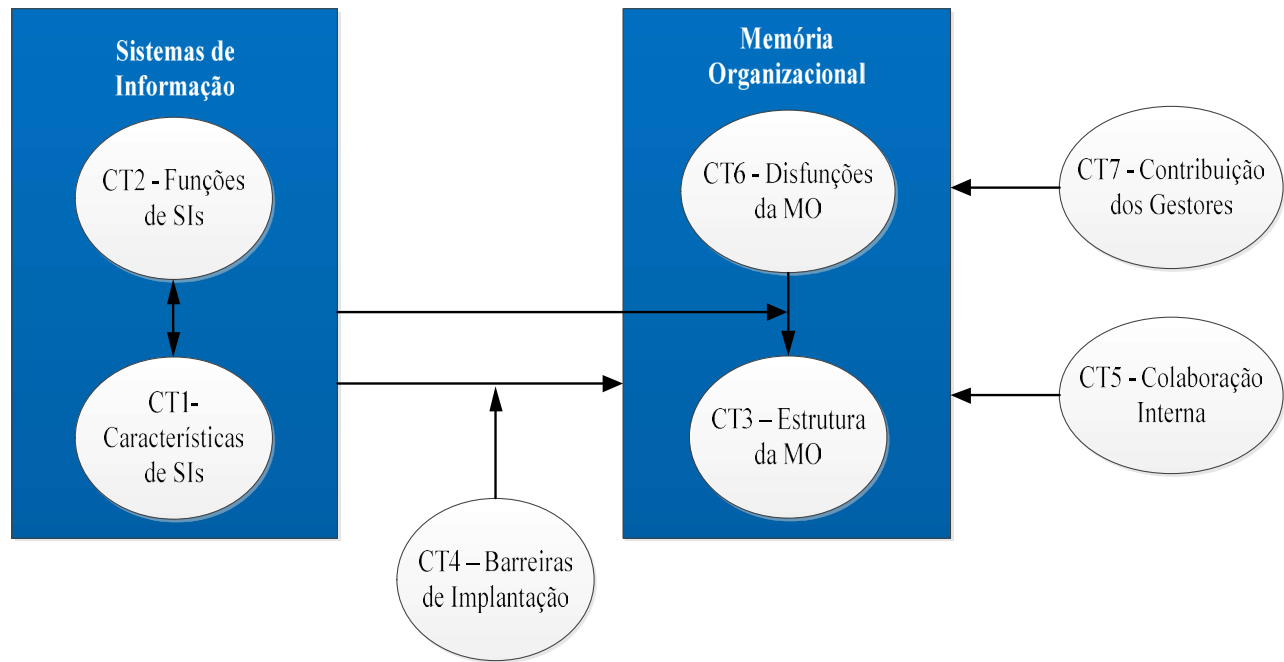 Sistemas de
Informação
CT2 - Funções
de SIs
CT1-
Características
de SIs
Memória
Organizacional
CT6 - Disfunções
da MO
CT3 – Estrutura
da MO
CT7 - Contribuição
dos Gestores
CT5 - Colaboração
Interna
CT4 – Barreiras
de Implantação